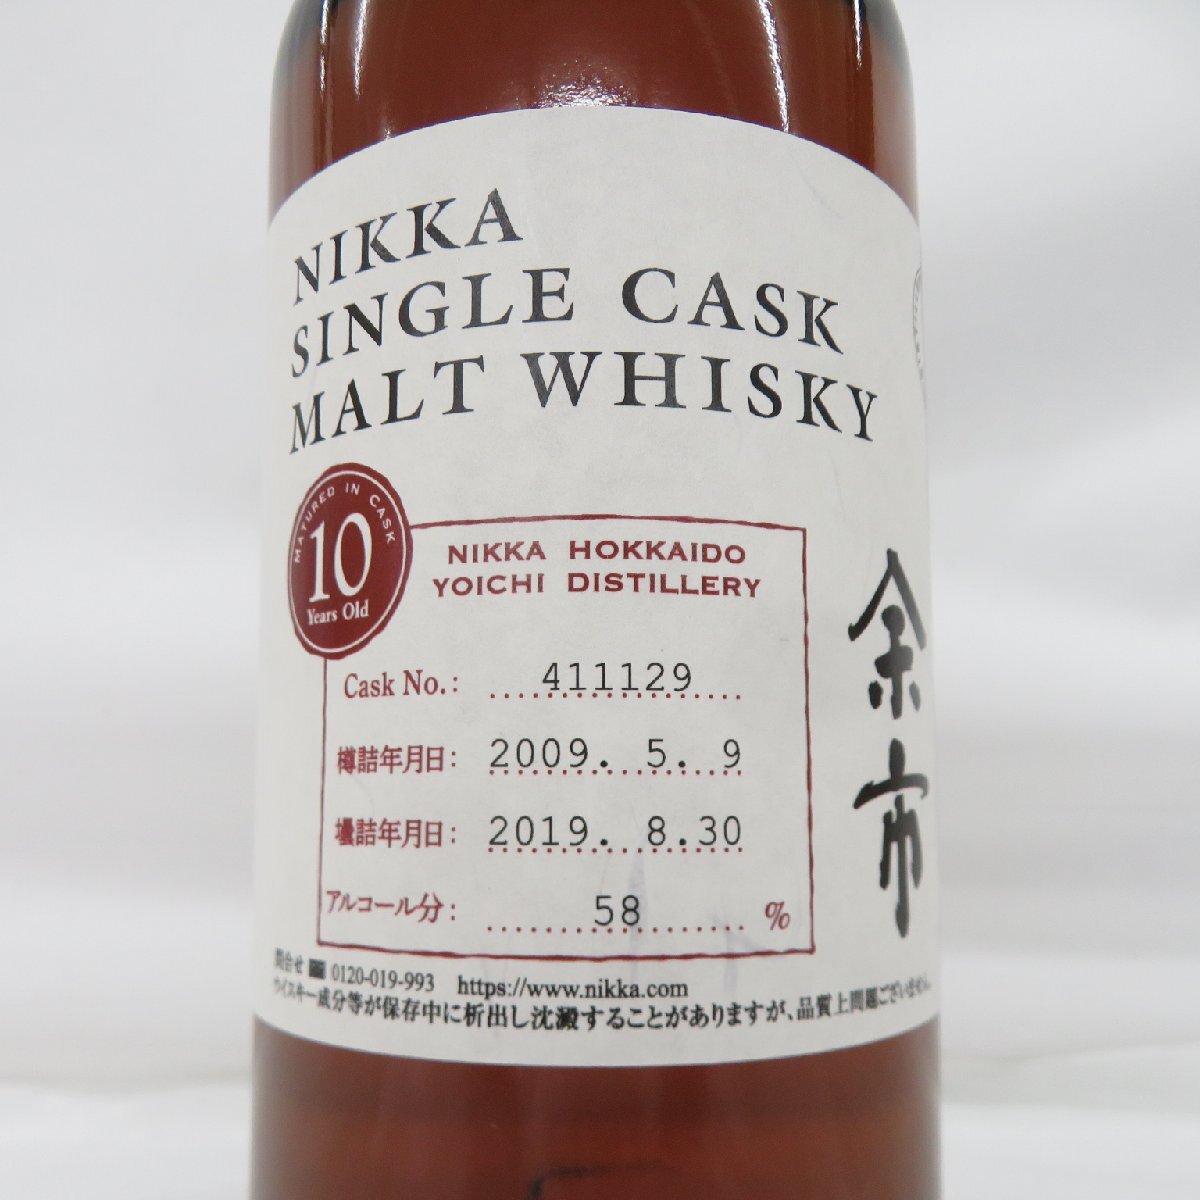 NIKKA
SINGLE CASK
MALT WHISKY
MATURED IN CASK
10
Years Old
NIKKA HOKKAIDO
YOICHI DISTILLERY
Cask No.: 411129
樽詰年月日: 2009. 5. 9
壜詰年月日: 2019. 8.30
アルコール分: 58 %
余市
問合せ 0120-019-993 https://www.nikka.com
ウイスキー成分等が保存中に析出し沈澱することがありますが、品質上問題ございません。